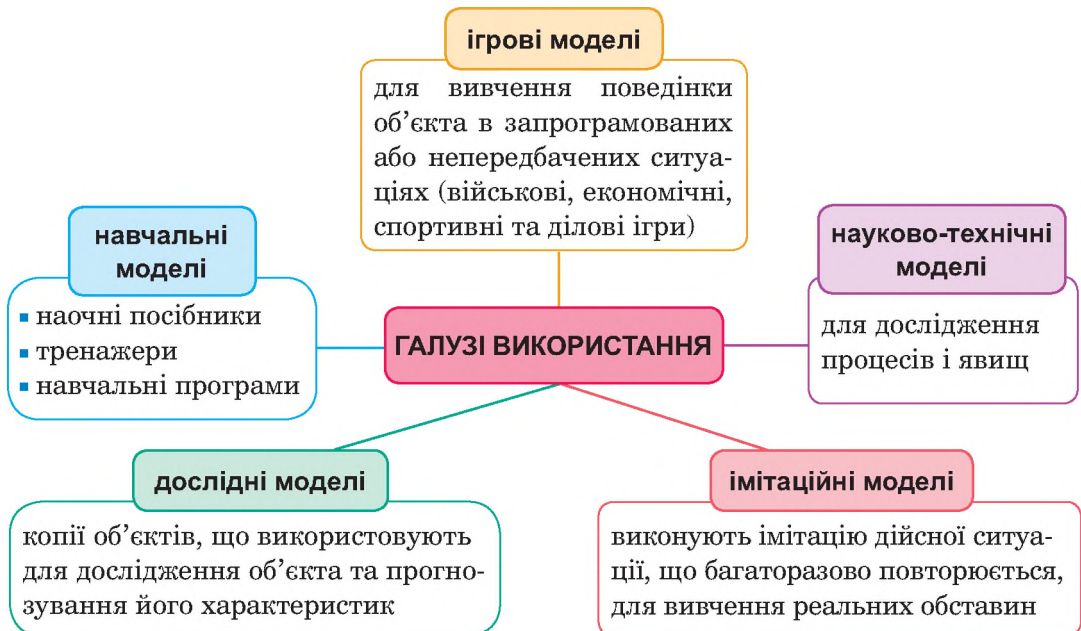 ігрові моделі
для вивчення поведінки
об’єкта в запрограмованих
або непередбачених ситуа-
ціях (військові, економічні,
спортивні та ділові ігри)
навчальні
моделі
▪ наочні посібники
▪ тренажери
▪ навчальні програми
ГАЛУЗІ ВИКОРИСТАННЯ
науково-технічні
моделі
для дослідження
процесів і явищ
дослідні моделі
копії об’єктів, що використовують
для дослідження об’єкта та прогно-
зування його характеристик
імітаційні моделі
виконують імітацію дійсної ситуа-
ції, що багаторазово повторюється,
для вивчення реальних обставин